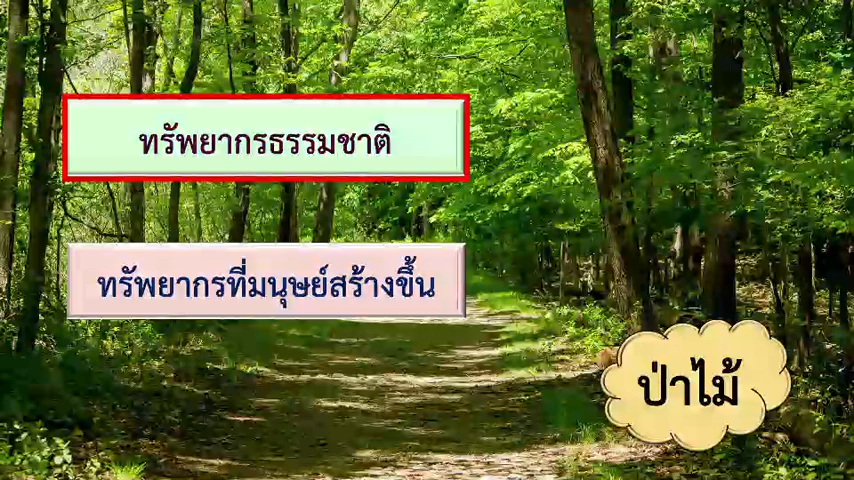 ทรัพยากรธรรมชาติ
ทรัพยากรที่มนุษย์สร้างขึ้น
ป่าไม้